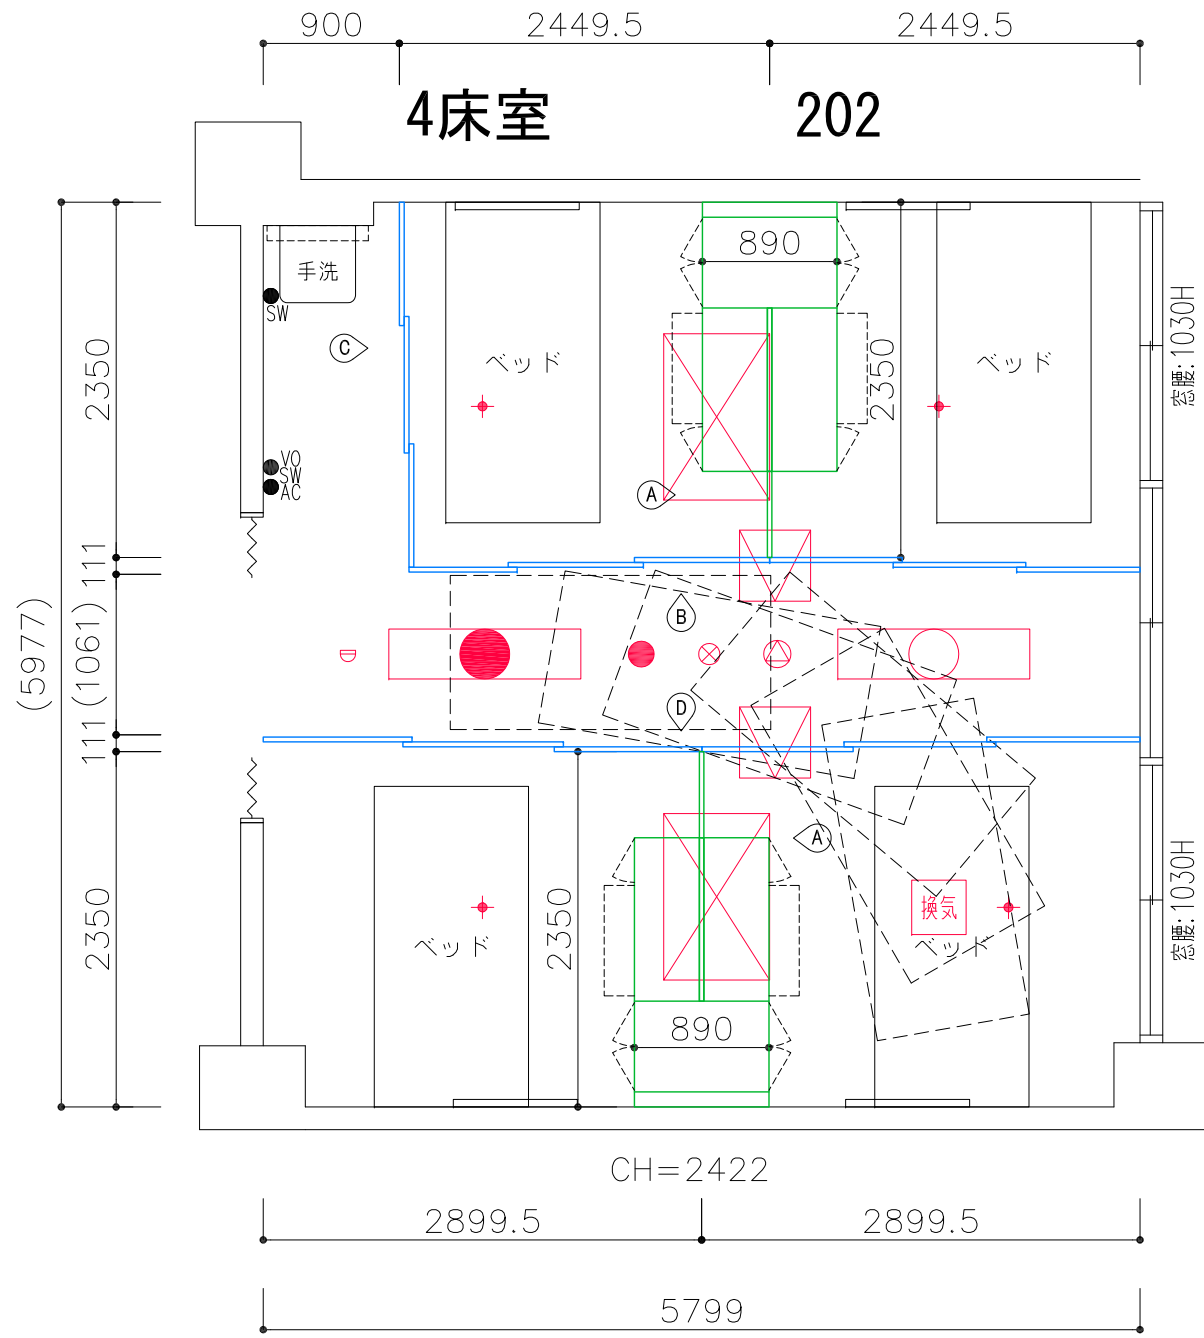 900 2449.5 2449.5
4床室 202
890
手洗
SW
C
ベッド ベッド
2350 2350
窓腰:1030H
VO
SW
AC
A
111
(5977)
(1061)
B
D
111
A
2350 2350
換気
ベッド ベッド
窓腰:1030H
890
CH=2422
2899.5 2899.5
5799